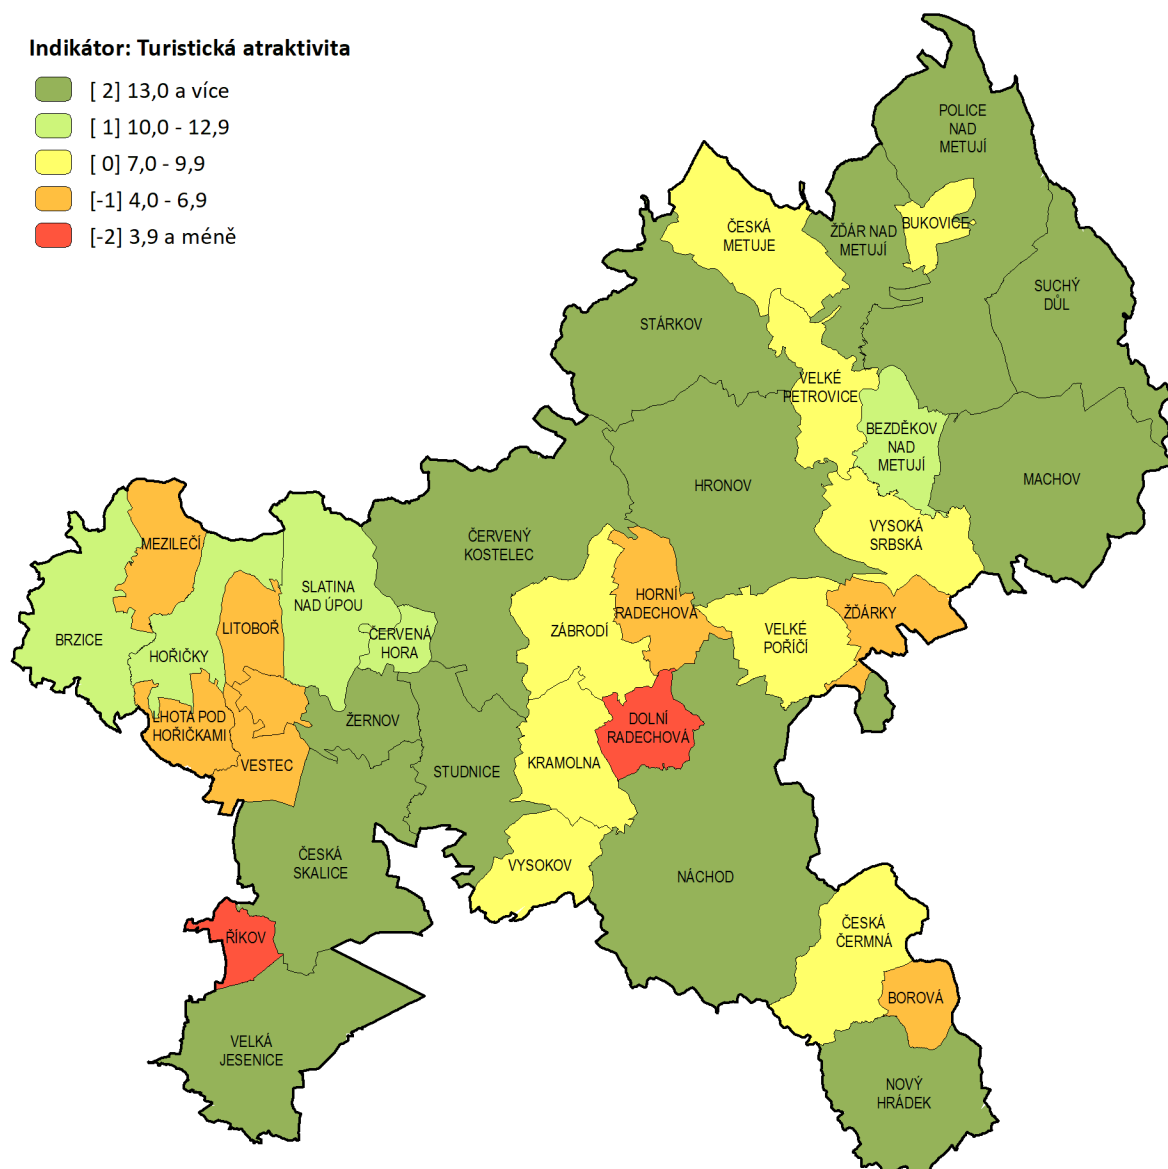 Indikátor: Turistická atraktivita
[ 2] 13,0 a více
[ 1] 10,0 - 12,9
[ 0] 7,0 - 9,9
[-1] 4,0 - 6,9
[-2] 3,9 a méně
POLICE
NAD
METUJÍ
BUKOVICE
ČESKÁ
METUJE
ŽĎÁR NAD
METUJÍ
SUCHÝ
DŮL
STÁRKOV
VELKÉ
PETROVICE
BEZDĚKOV
NAD
METUJÍ
MACHOV
HRONOV
VYSOKÁ
SRBSKÁ
ČERVENÝ
KOSTELEC
MEZILEČÍ
SLATINA
NAD ÚPOU
HORNÍ
RADECHOVÁ
ŽĎÁRKY
BRZICE
LITOBOŘ
ČERVENÁ
HORA
ZÁBRODÍ
VELKÉ
POŘÍČÍ
HOŘIČKY
LHOTA POD
HOŘIČKAMI
ŽERNOV
DOLNÍ
RADECHOVÁ
VESTEC
STUDNICE
KRAMOLNA
ČESKÁ
SKALICE
VYSOKOV
NÁCHOD
ŘÍKOV
ČESKÁ
ČERMNÁ
BOROVÁ
VELKÁ
JESENICE
NOVÝ
HRÁDEK